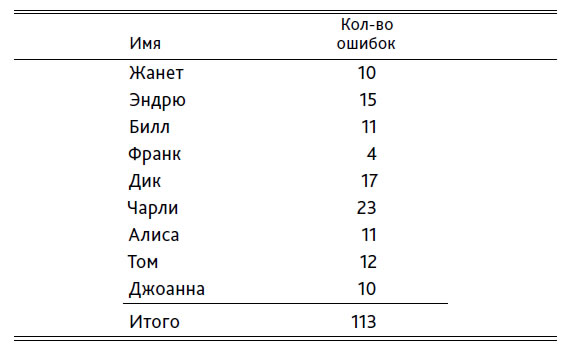 Имя Кол-во
ошибок
Жанет 10
Эндрю 15
Билл 11
Франк 4
Дик 17
Чарли 23
Алиса 11
Том 12
Джоанна 10
Итого 113